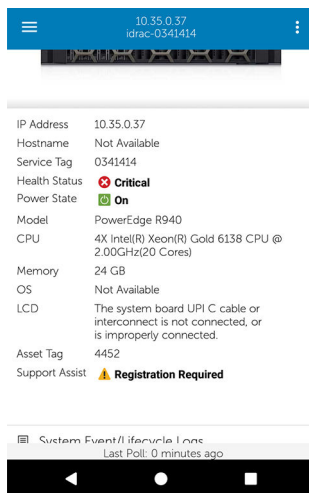 10.35.0.37
idrac-0341414
IP Address 10.35.0.37
Hostname Not Available
Service Tag 0341414
Health Status Critical
Power State On
Model PowerEdge R940
CPU 4X Intel(R) Xeon(R) Gold 6138 CPU @
2.00GHz(20 Cores)
Memory 24 GB
OS Not Available
LCD The system board UPI C cable or
interconnect is not connected, or
is improperly connected.
Asset Tag 4452
Support Assist Registration Required
System Event/Lifecycle Logs
Last Poll: 0 minutes ago